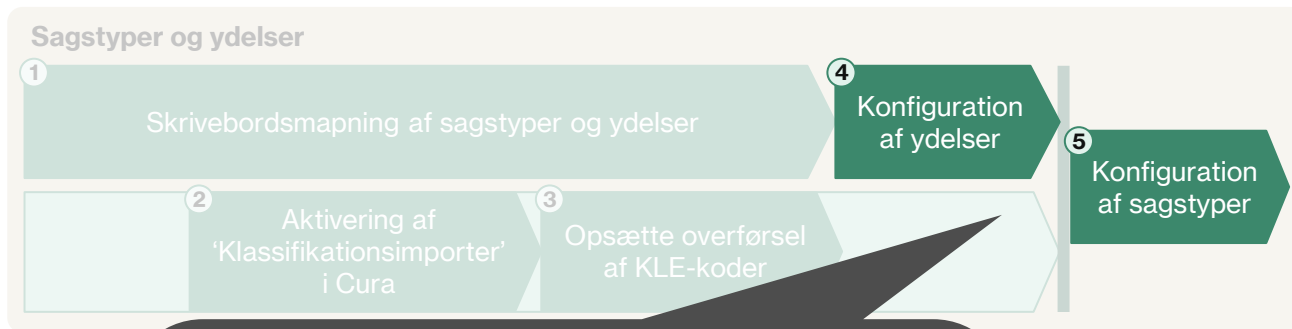 Sagstyper og ydelser
1
Skrivebordsmapning af sagstyper og ydelser
4
Konfiguration
af ydelser
5
Konfiguration
af sagstyper
2
Aktivering af
‘Klassifikationsimporter’
i Cura
3
Opsætte overførsel
af KLE-koder